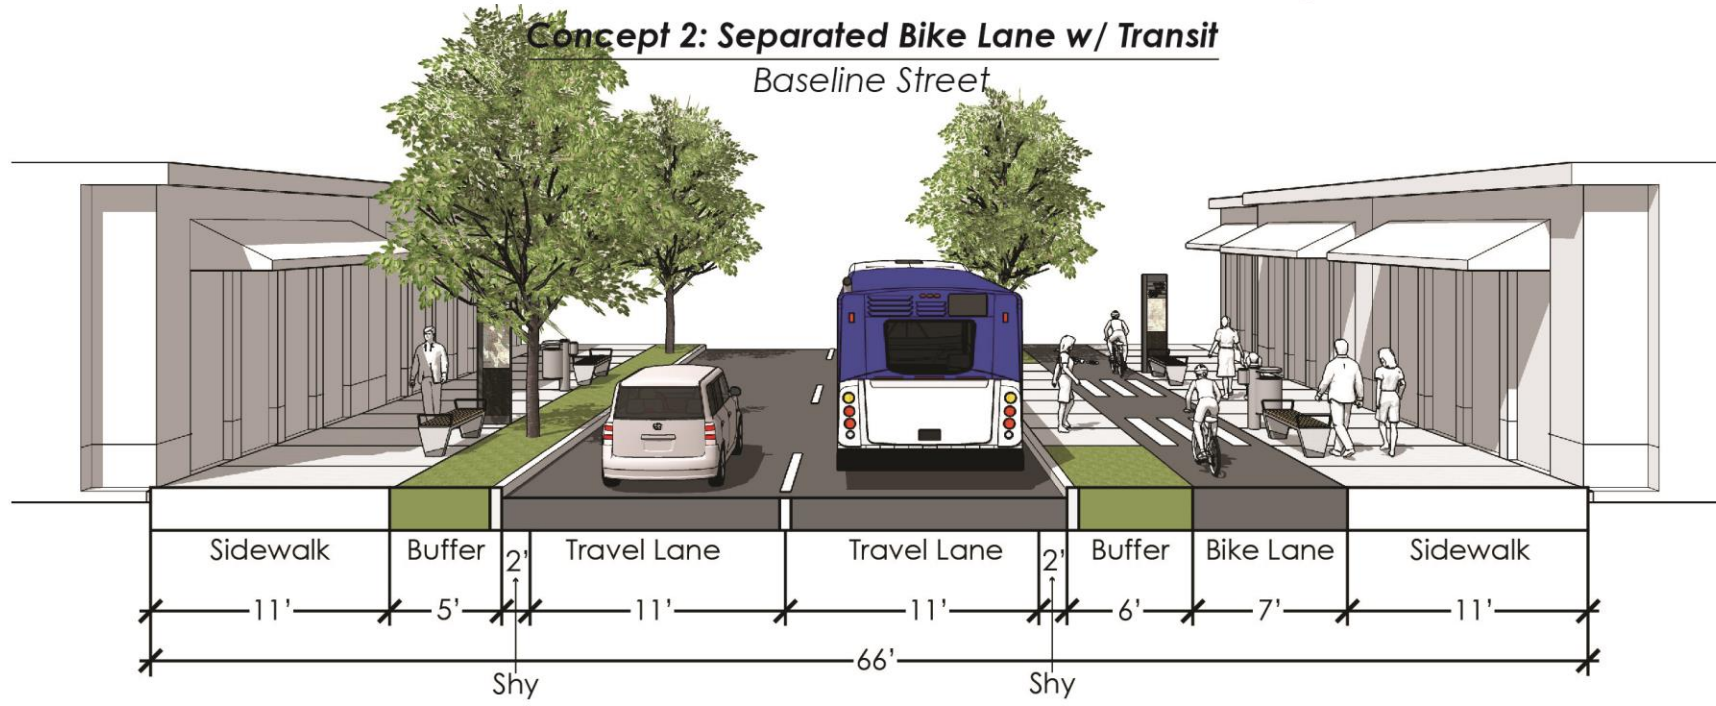 Concept 2: Separated Bike Lane w/ Transit
Baseline Street
Sidewalk Buffer 2' Travel Lane Travel Lane 2' Buffer Bike Lane Sidewalk
11' 5' 11' 11' 6' 7' 11'
66'
Shy Shy